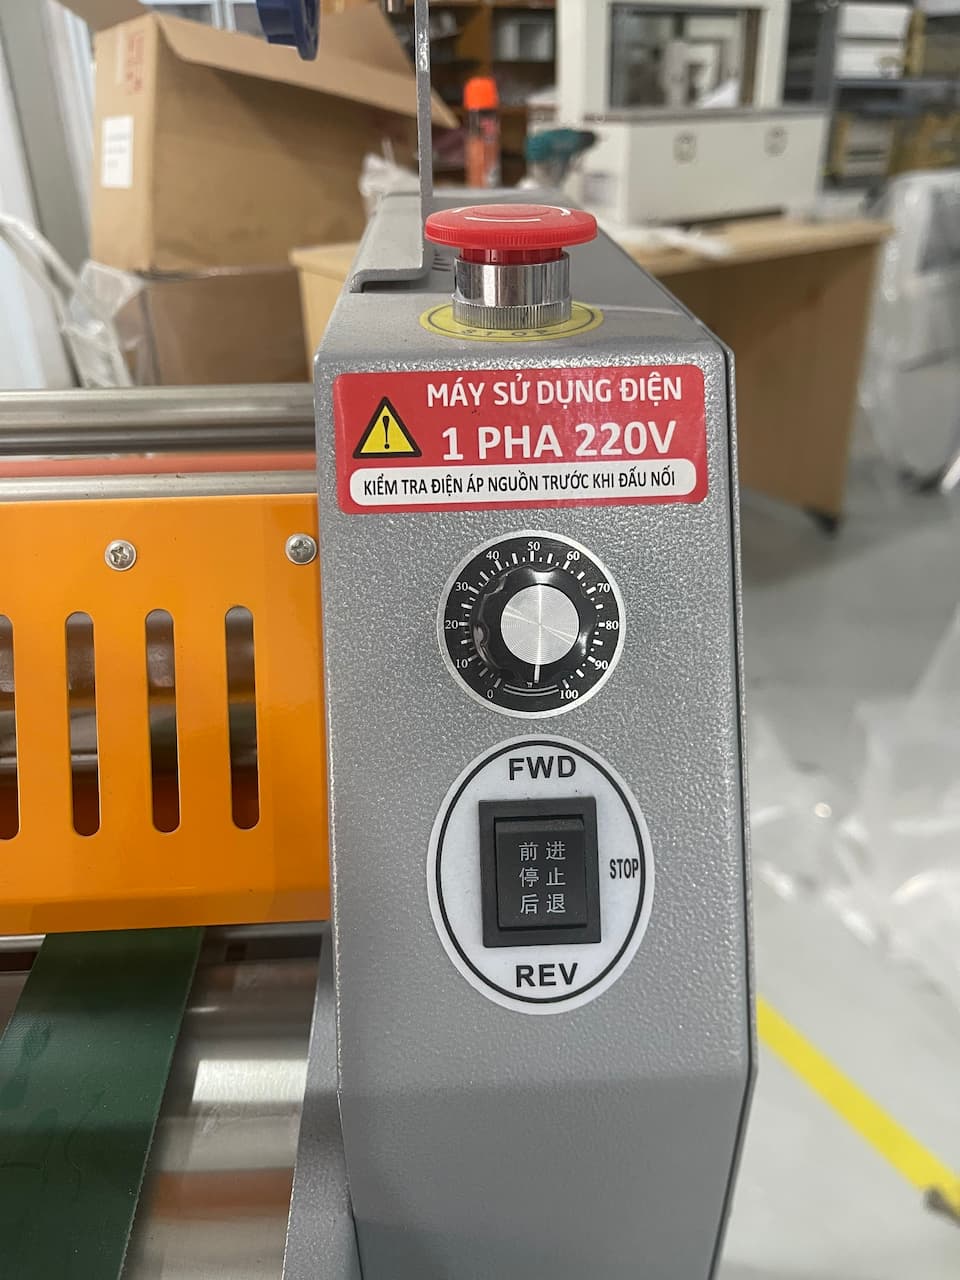 STOP
MÁY SỬ DỤNG ĐIỆN
1 PHA 220V
KIỂM TRA ĐIỆN ÁP NGUỒN TRƯỚC KHI ĐẤU NỐI
0 10 20 30 40 50 60 70 80 90 100
FWD
前进
停止 STOP
后退
REV